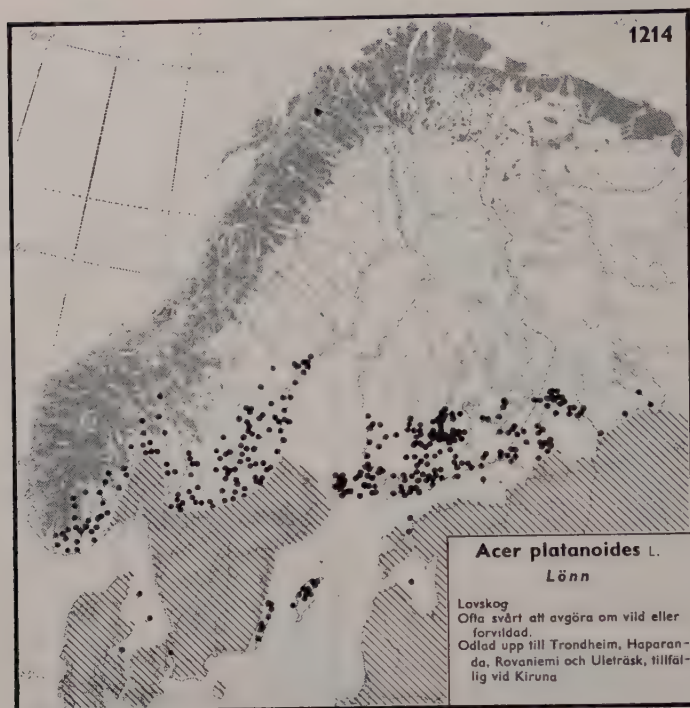 1214
Acer platanoides L.
Lönn
Lovskog
Ofta svårt att avgöra om vild eller
förvildad.
Odlad upp till Trondheim, Haparan-
da, Rovaniemi och Uleträsk, tillfäl-
lig vid Kiruna